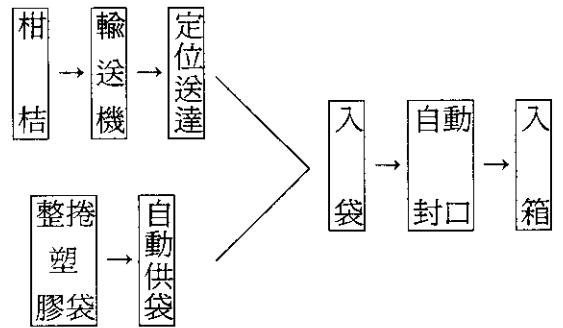 柑桔
輸送機
定位送達
整捲塑膠袋
自動供袋
入袋
自動封口
入箱